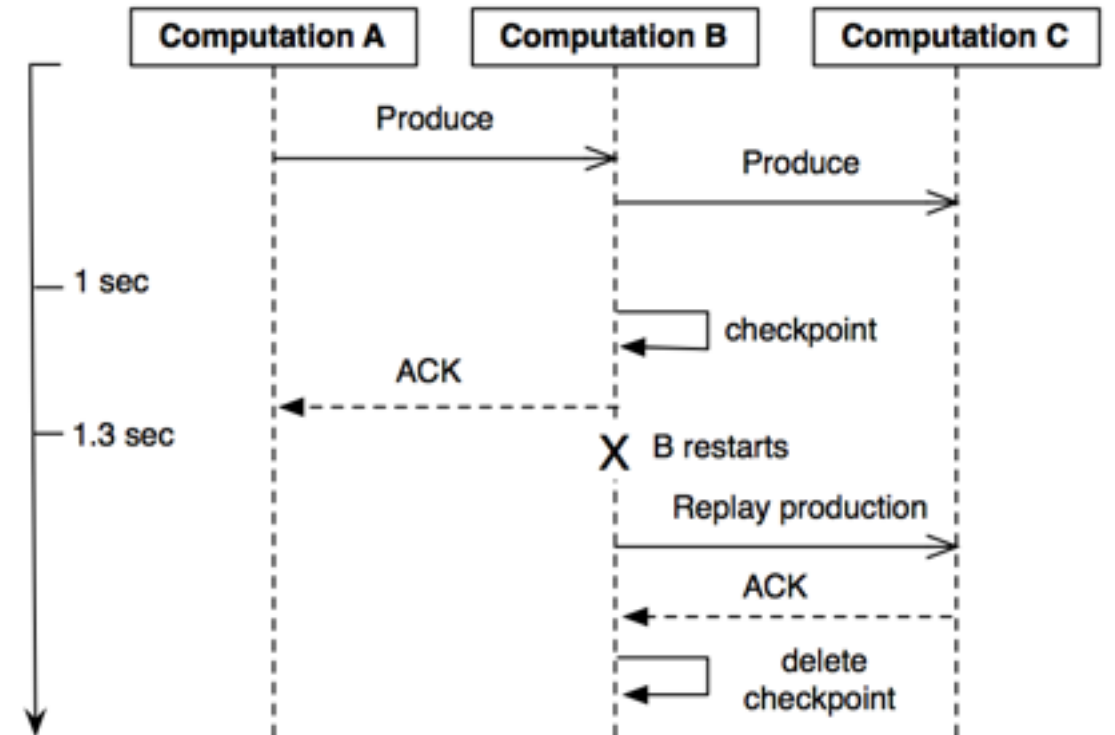 Computation A
Computation B
Computation C
Produce
Produce
1 sec
checkpoint
ACK
1.3 sec
X
B restarts
Replay production
ACK
delete
checkpoint